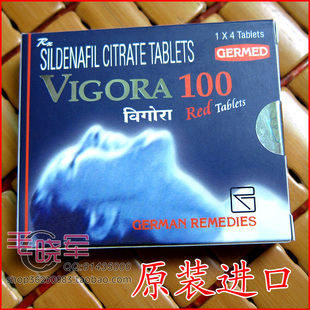 Rx
SILDENAFIL CITRATE TABLETS
1 X 4 Tablets
GERMED
VIGORA 100
विगोरा
Red Tablets
GERMAN REMEDIES
原装进口